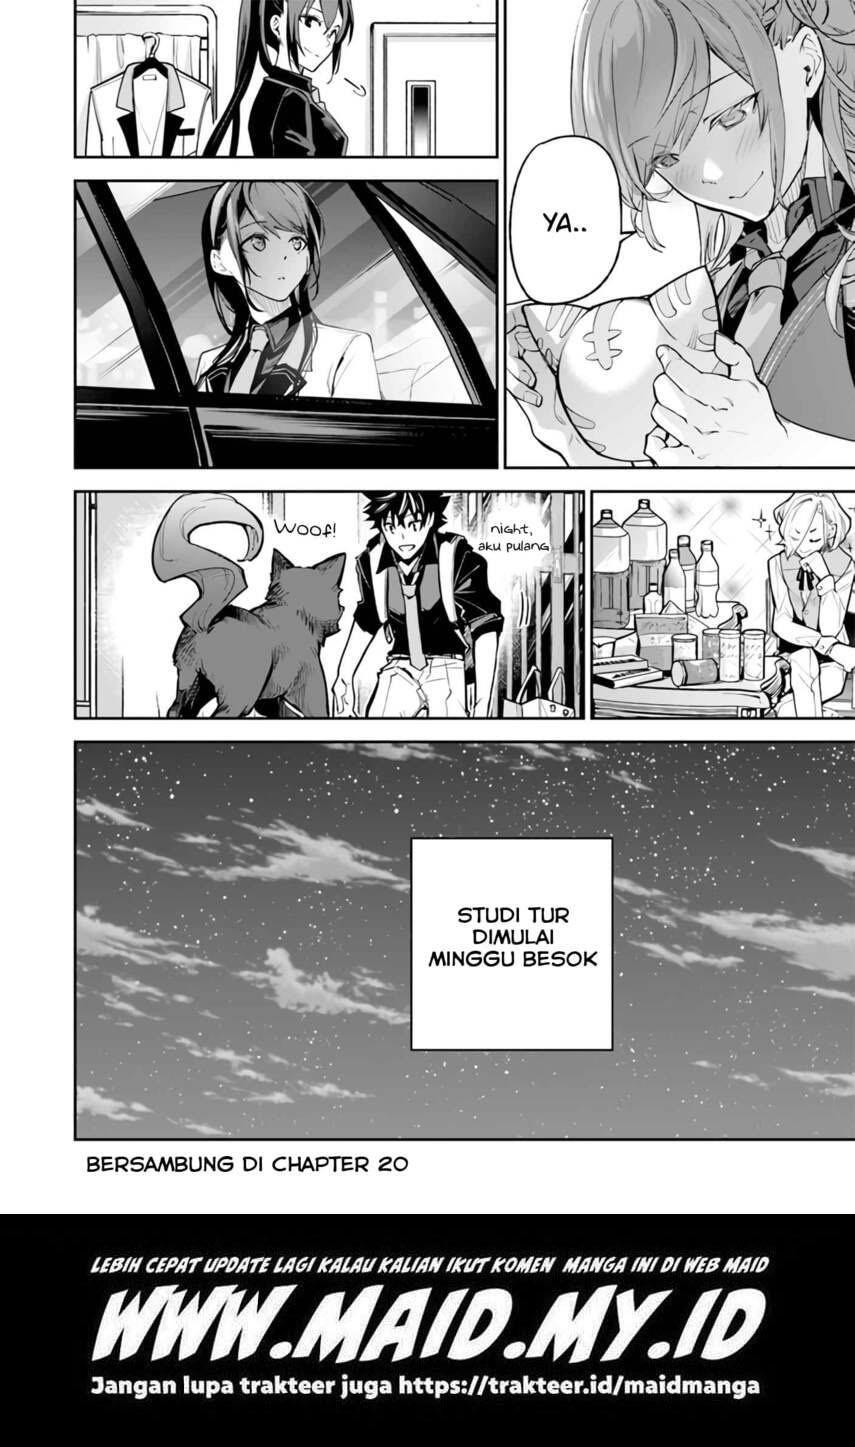 YA..
Woof!
night,
aku pulang
STUDI TUR
DIMULAI
MINGGU BESOK
BERSAMBUNG DI CHAPTER 20
LEBIH CEPAT UPDATE LAGI KALAU KALIAN IKUT KOMEN MANGA INI DI WEB MAID
WWW.MAID.MY.ID
Jangan lupa trakteer juga https://trakteer.id/maidmanga